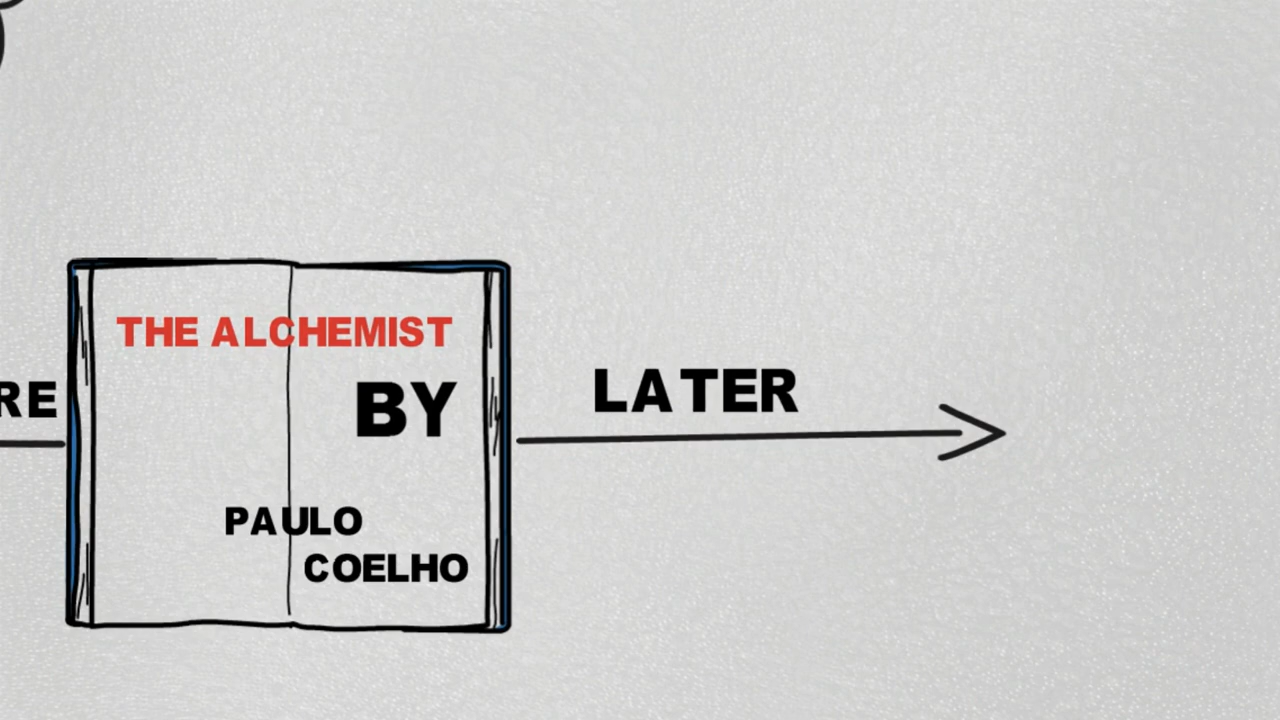 THE ALCHEMIST
BY
RE
LATER
PAULO
COELHO